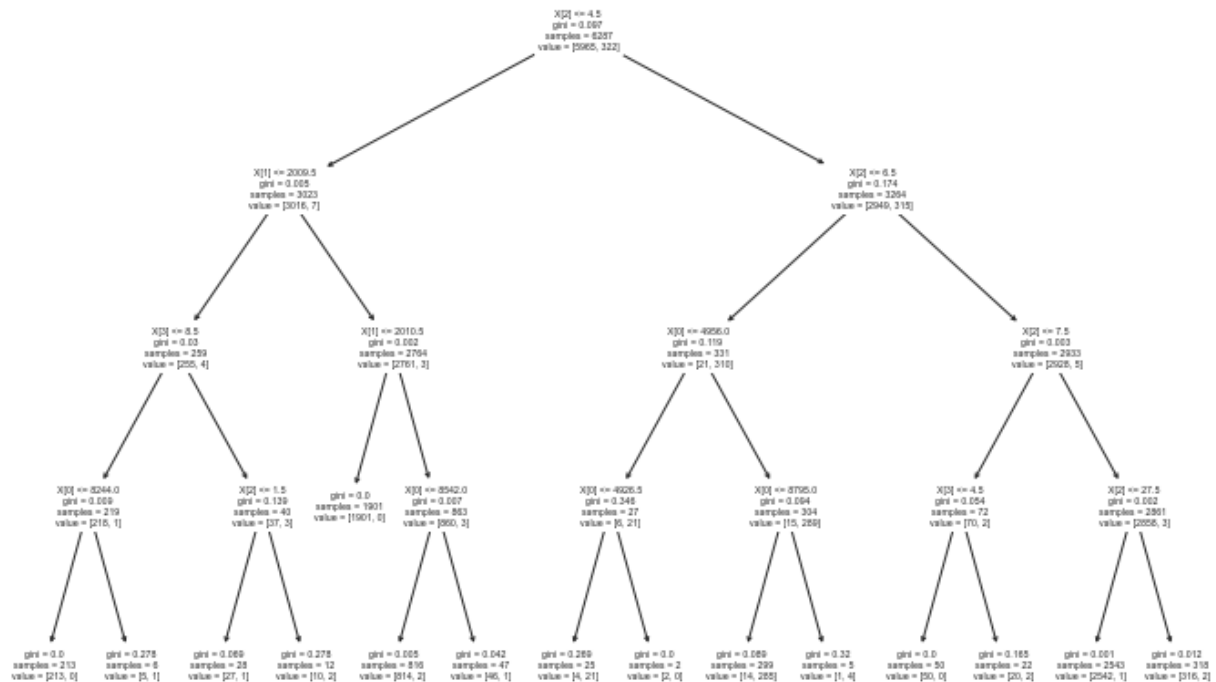 X[2] <= 4.5
gini = 0.097
samples = 6287
value = [5965, 322]
X[1] <= 2009.5
gini = 0.005
samples = 3023
value = [3016, 7]
X[2] <= 6.5
gini = 0.174
samples = 3264
value = [2949, 315]
X[3] <= 8.5
gini = 0.03
samples = 259
value = [255, 4]
X[1] <= 2010.5
gini = 0.002
samples = 2764
value = [2761, 3]
X[0] <= 4956.0
gini = 0.119
samples = 331
value = [21, 310]
X[2] <= 7.5
gini = 0.003
samples = 2933
value = [2928, 5]
X[0] <= 8244.0
gini = 0.009
samples = 219
value = [218, 1]
X[2] <= 1.5
gini = 0.139
samples = 40
value = [37, 3]
gini = 0.0
samples = 1901
value = [1901, 0]
X[0] <= 8542.0
gini = 0.007
samples = 863
value = [860, 3]
X[0] <= 4926.5
gini = 0.346
samples = 27
value = [6, 21]
X[0] <= 8795.0
gini = 0.094
samples = 304
value = [15, 289]
X[3] <= 4.5
gini = 0.054
samples = 72
value = [70, 2]
X[2] <= 27.5
gini = 0.002
samples = 2861
value = [2858, 3]
gini = 0.0
samples = 213
value = [213, 0]
gini = 0.278
samples = 6
value = [5, 1]
gini = 0.069
samples = 28
value = [27, 1]
gini = 0.278
samples = 12
value = [10, 2]
gini = 0.005
samples = 816
value = [814, 2]
gini = 0.042
samples = 47
value = [46, 1]
gini = 0.269
samples = 25
value = [4, 21]
gini = 0.0
samples = 2
value = [2, 0]
gini = 0.089
samples = 299
value = [14, 285]
gini = 0.32
samples = 5
value = [1, 4]
gini = 0.0
samples = 50
value = [50, 0]
gini = 0.165
samples = 22
value = [20, 2]
gini = 0.001
samples = 2543
value = [2542, 1]
gini = 0.012
samples = 318
value = [316, 2]